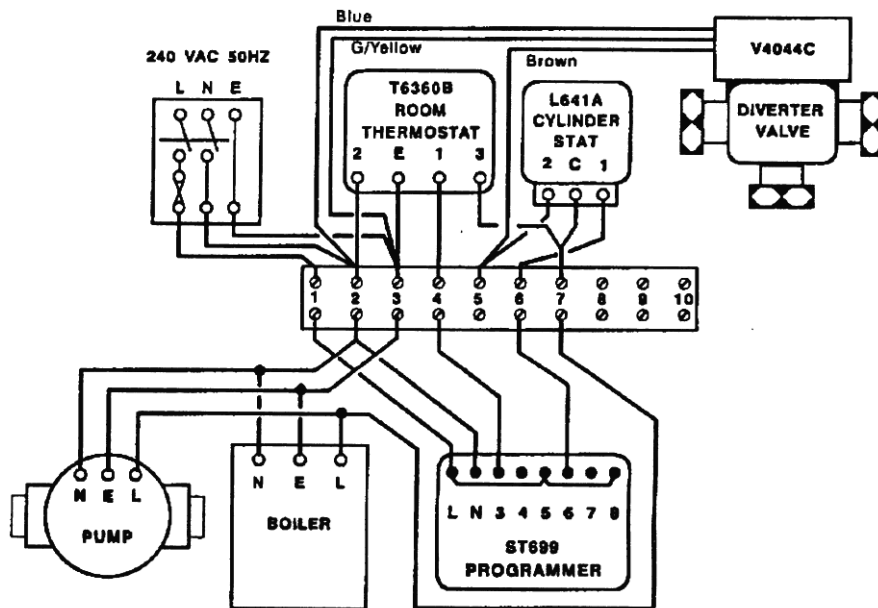 Blue
G/Yellow
Brown
240 VAC 50HZ
L N E
T6360B
ROOM
THERMOSTAT
2 E 1 3
L641A
CYLINDER
STAT
2 C 1
V4044C
DIVERTER
VALVE
1 2 3 4 5 6 7 8 9 10
N E L
PUMP
N E L
BOILER
L N 3 4 5 6 7 8
ST699
PROGRAMMER